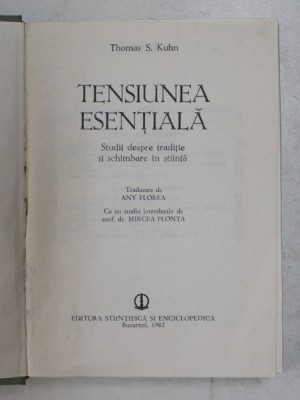 Thomas S. Kuhn
TENSIUNEA
ESENȚIALĂ
Studii despre tradiție
și schimbare în știință
Traducere de
ANY FLOREA
Cu un studiu introductiv de
conf. dr. MIRCEA FLONTA
EDITURA ȘTIINȚIFICĂ ȘI ENCICLOPEDICĂ
București, 1982